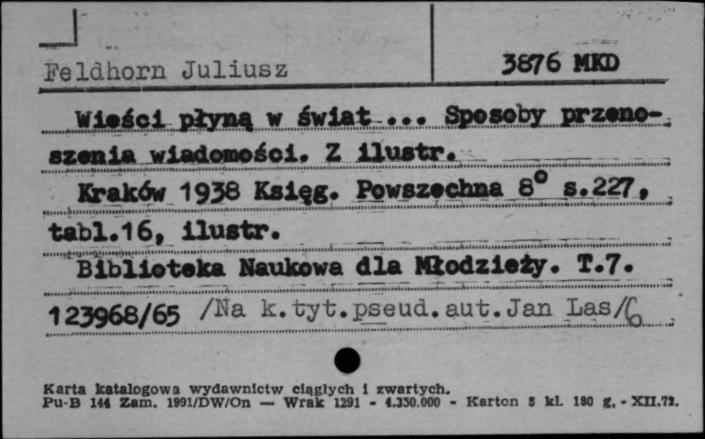 Feldhorn Juliusz 3876 MKD
Wieści płyną w świat ... Sposoby przeno-
szenia wiadomości. Z ilustr.
Kraków 1938 Księg. Powszechna 8° s.227,
tabl.16, ilustr.
Biblioteka Naukowa dla Młodzieży. T.7.
123968/65 /Na k.tyt.pseud.aut.Jan Las/
Karta katalogowa wydawnictw ciągłych i zwartych.
Pu-B 144 Zam. 1991/DW/On — Wrak 1291 - 4.350.000 - Karton 5 kl. 180 g. - XII.72.